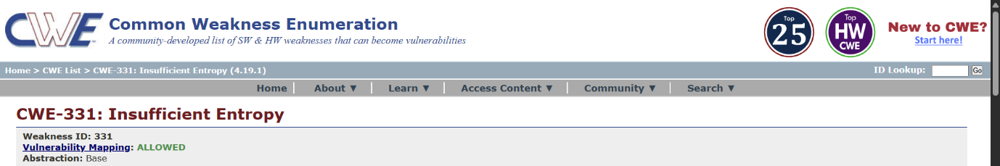 CWE
Common Weakness Enumeration
A community-developed list of SW & HW weaknesses that can become vulnerabilities
Top
25
Top
HW
CWE
New to CWE?
Start here!
Home > CWE List > CWE-331: Insufficient Entropy (4.19.1)
ID Lookup:
Go
Home
About ▼
Learn ▼
Access Content ▼
Community ▼
Search ▼
CWE-331: Insufficient Entropy
Weakness ID: 331
Vulnerability Mapping: ALLOWED
Abstraction: Base